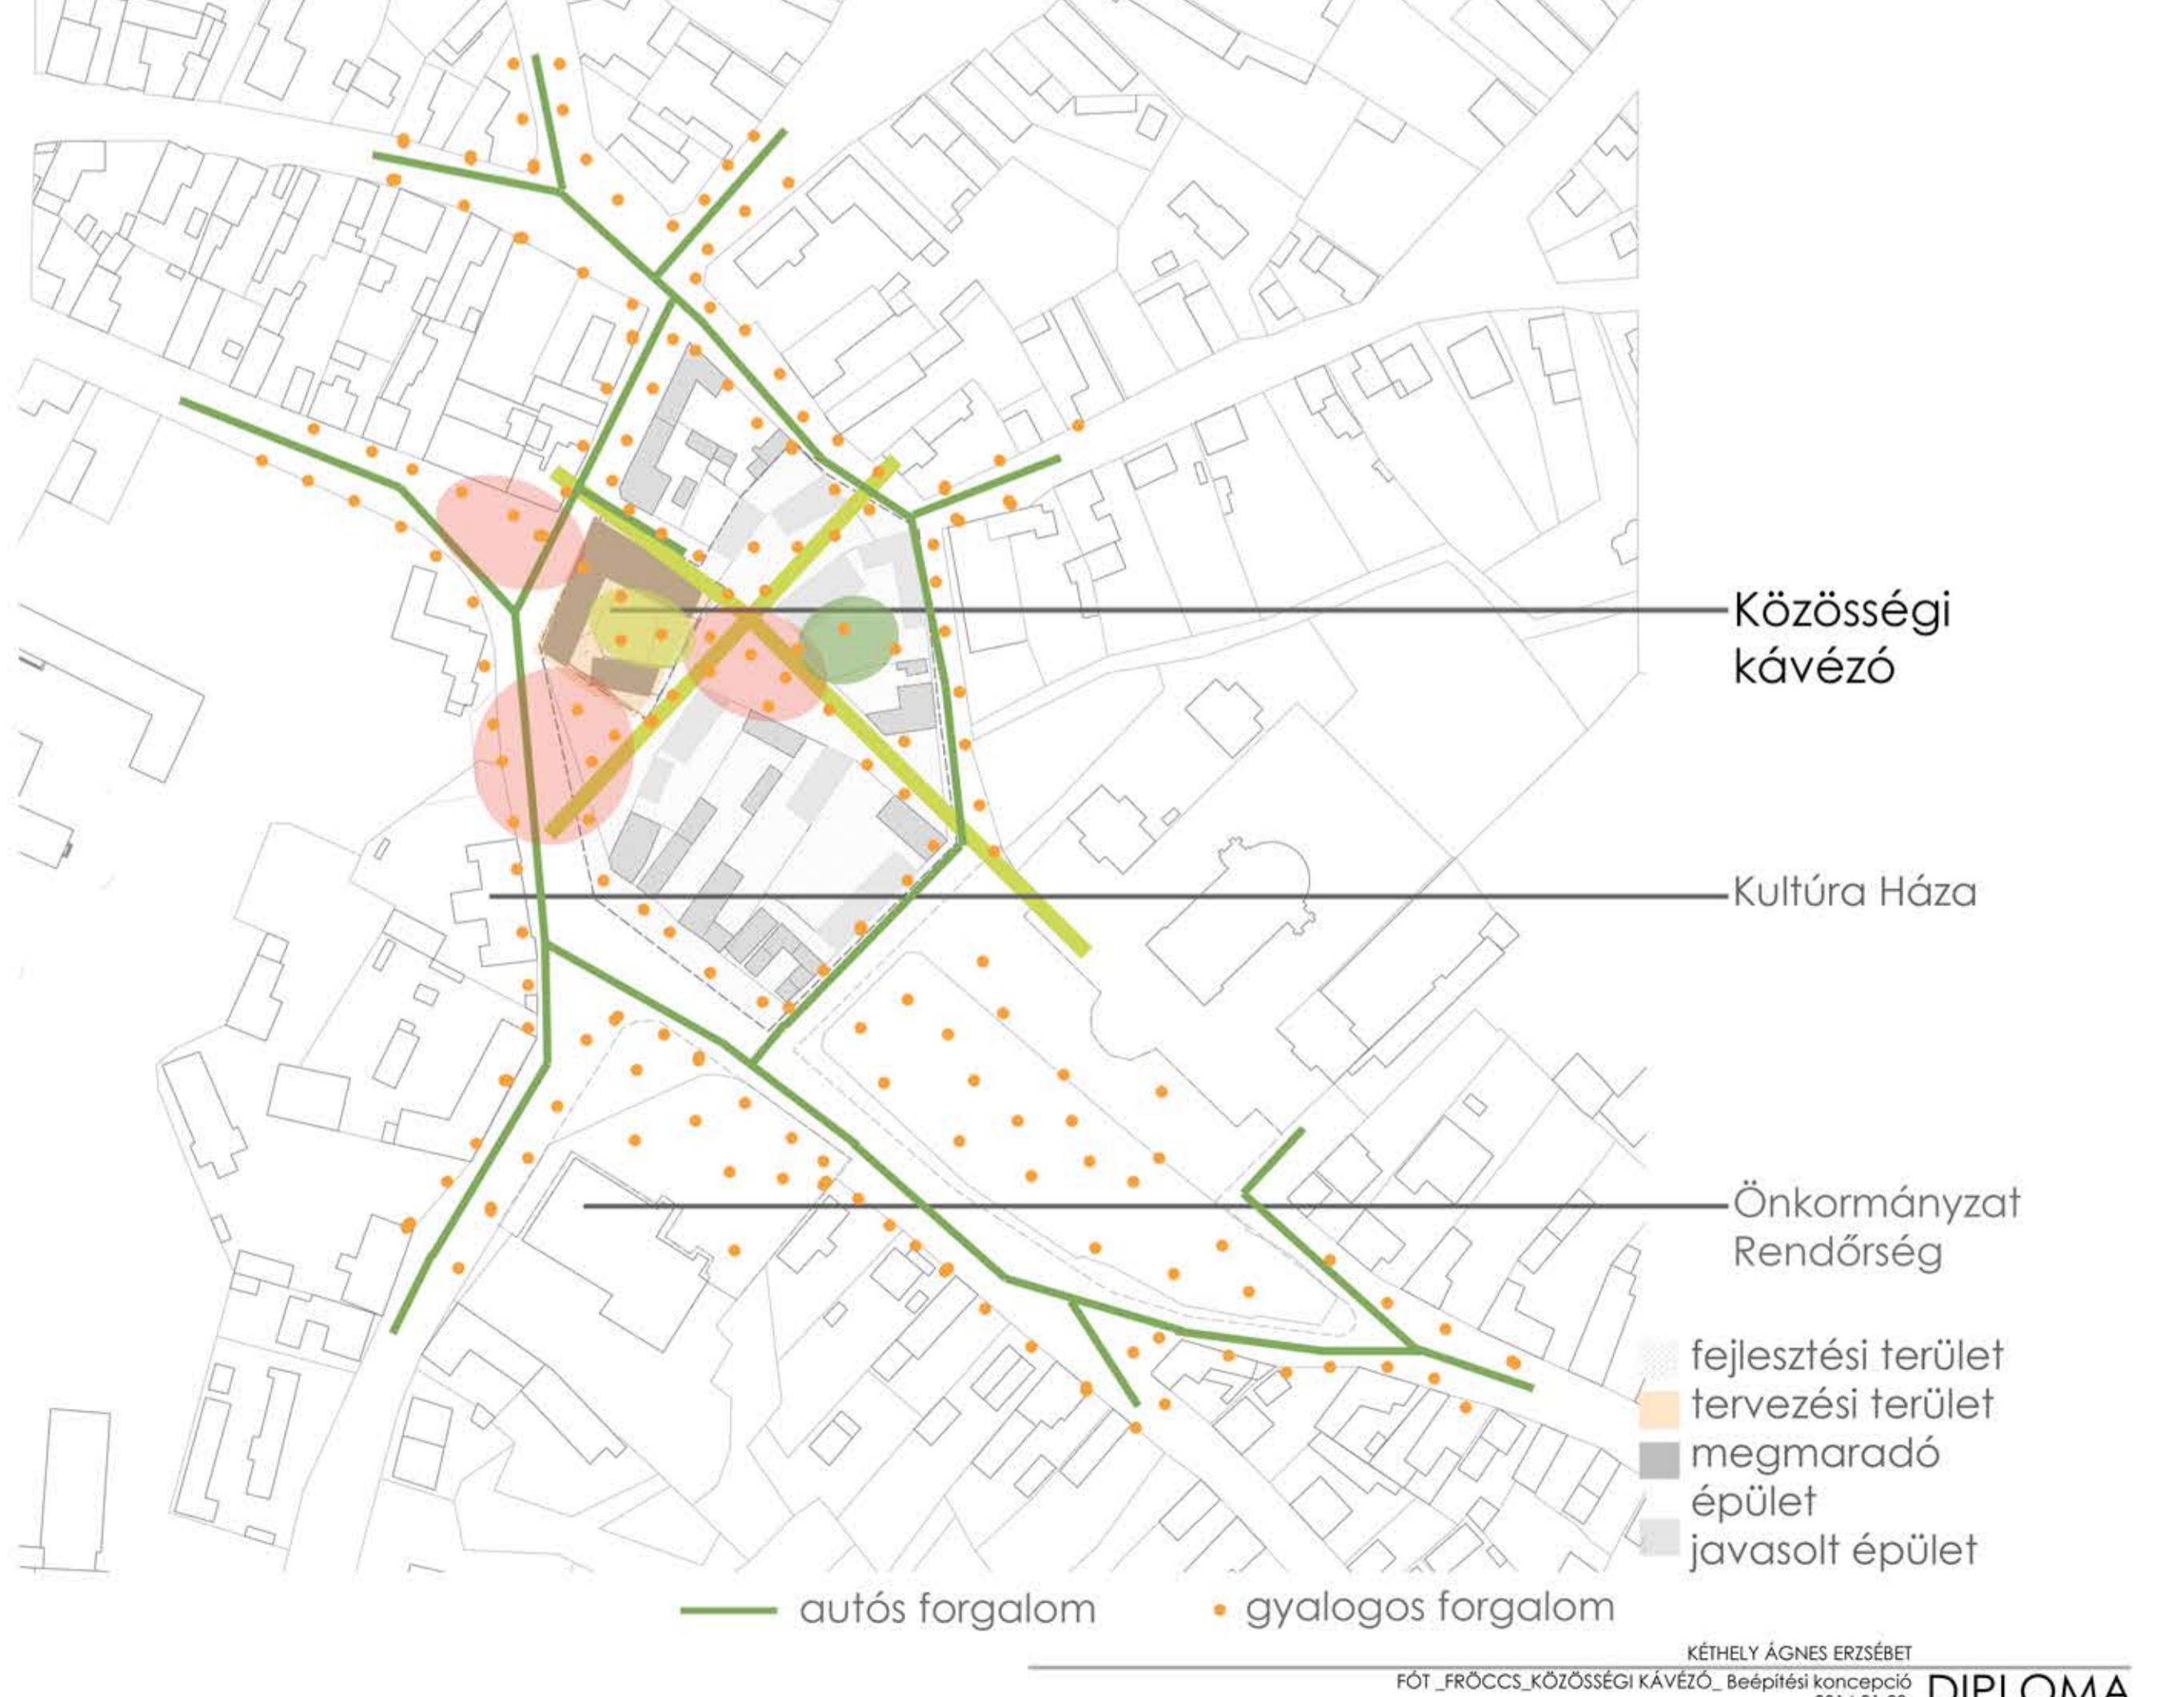 Közösségi
kávézó
Kultúra Háza
Önkormányzat
Rendőrség
fejlesztési terület
tervezési terület
megmaradó
épület
javasolt épület
autós forgalom
gyalogos forgalom
KÉTHELY ÁGNES ERZSÉBET
FÓT _FRÖCCS_KÖZÖSSÉGI KÁVÉZÓ_ Beépítési koncepció
DIPLOMA